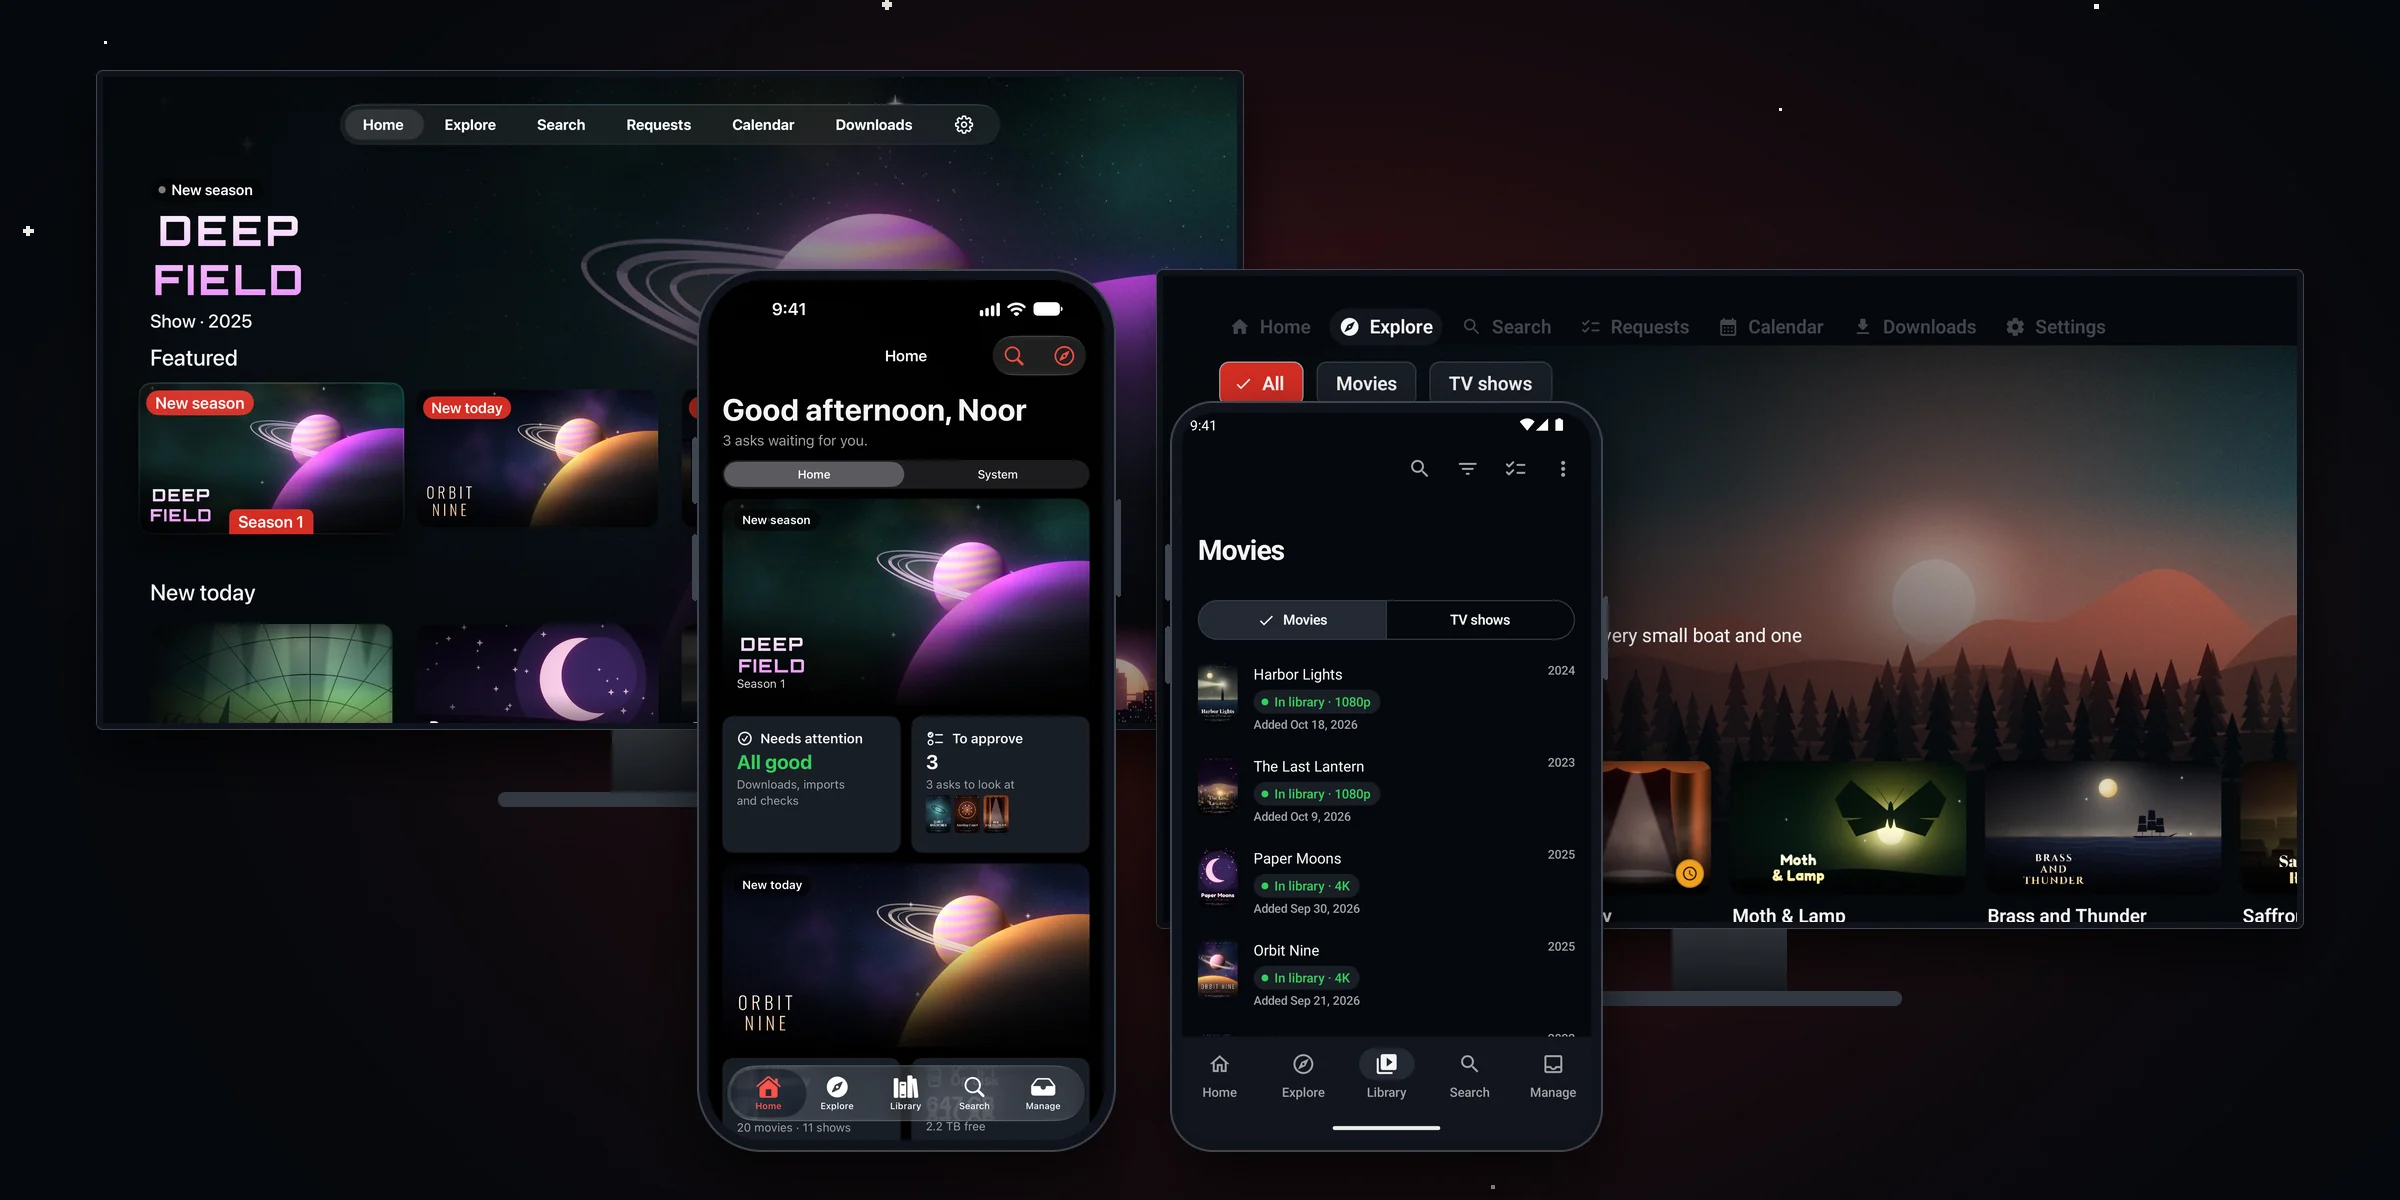 Home Explore Search Requests Calendar Downloads
New season
DEEP
FIELD
Show · 2025
Featured
New season
DEEP
FIELD
Season 1
New today
ORBIT
NINE
New today
9:41
Home
Good afternoon, Noor
3 asks waiting for you.
Home System
New season
DEEP
FIELD
Season 1
Needs attention
All good
Downloads, imports
and checks
To approve
3
3 asks to look at
New today
ORBIT
NINE
Home Explore Library Search Manage
20 movies · 11 shows
2.2 TB free
Home Explore Search Requests Calendar Downloads Settings
All Movies TV shows
very small boat and one
Moth
& Lamp
BRASS
AND
THUNDER
Moth & Lamp
Brass and Thunder
9:41
Movies
Movies TV shows
Harbor Lights
2024
In library · 1080p
Added Oct 18, 2026
Harbor Lights
The Last Lantern
2023
In library · 1080p
Added Oct 9, 2026
Paper Moons
2025
In library · 4K
Added Sep 30, 2026
Paper Moons
Orbit Nine
2025
In library · 4K
Added Sep 21, 2026
ORBIT NINE
Home Explore Library Search Manage